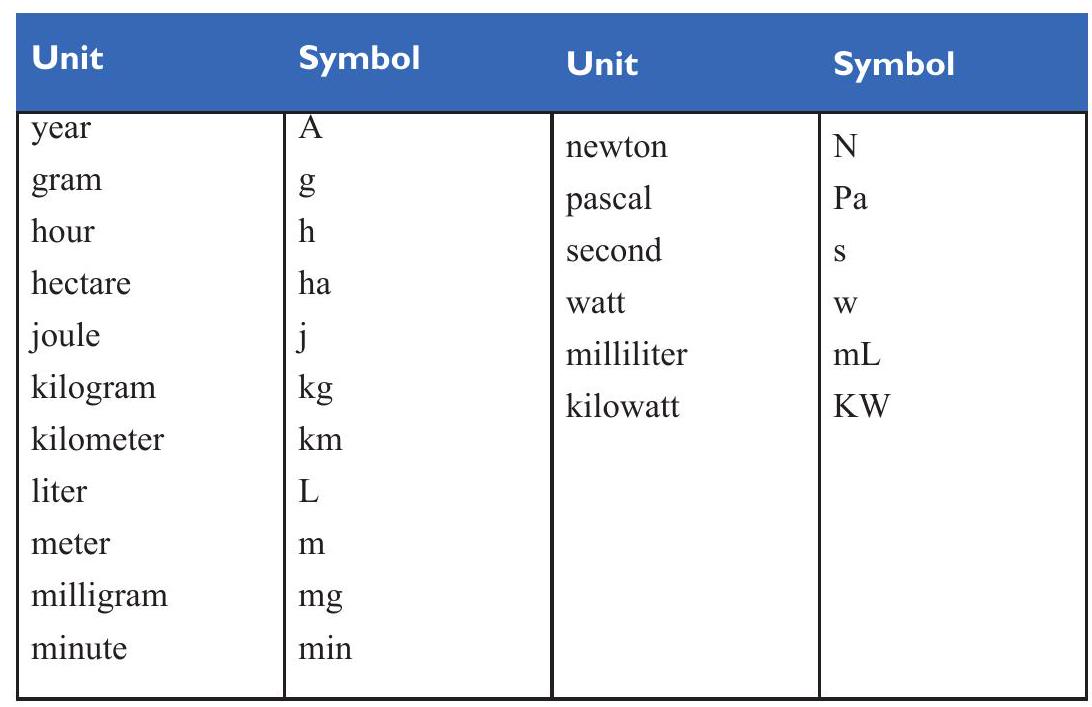 Unit Symbol Unit Symbol
year A
gram g
hour h
hectare ha
joule j
kilogram kg
kilometer km
liter L
meter m
milligram mg
minute min
newton N
pascal Pa
second s
watt w
milliliter mL
kilowatt KW